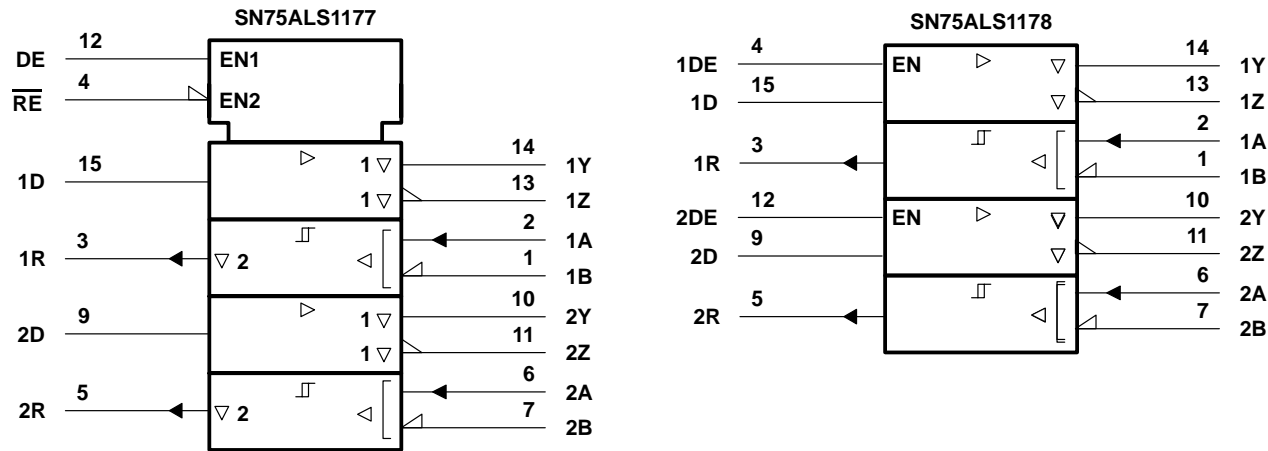 SN75ALS1177
DE 12 EN1
RE 4 EN2
1D 15 1 14 1Y
1 13 1Z
1R 3 2 2 1A
1 1B
2D 9 1 10 2Y
1 11 2Z
2R 5 2 6 2A
7 2B
SN75ALS1178
1DE 4 EN 14 1Y
1D 15 13 1Z
1R 3 2 1A
1 1B
2DE 12 EN 10 2Y
2D 9 11 2Z
2R 5 6 2A
7 2B